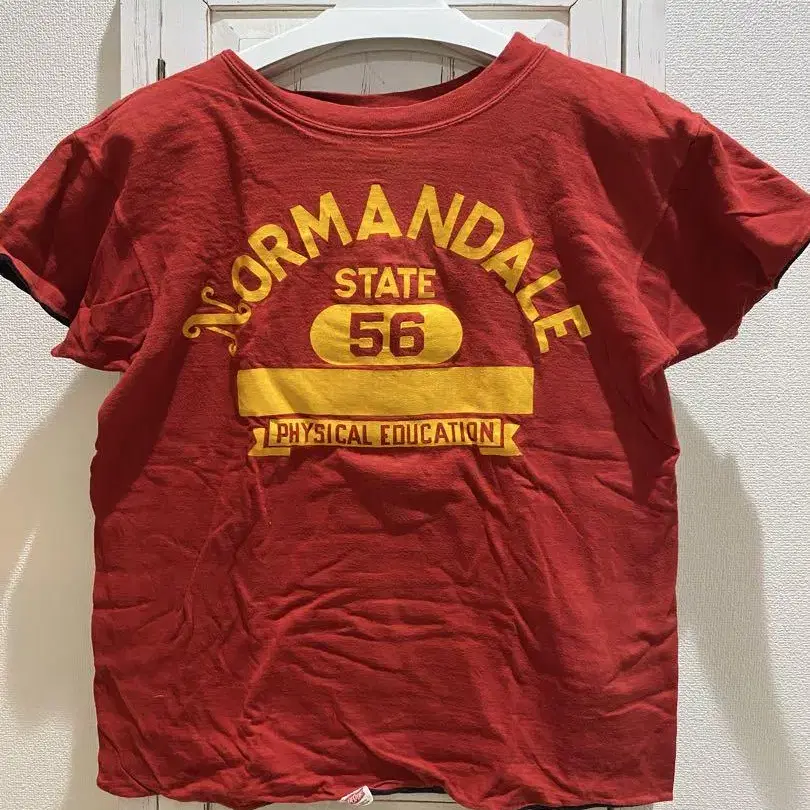 NORMANDALE
STATE
56
PHYSICAL EDUCATION